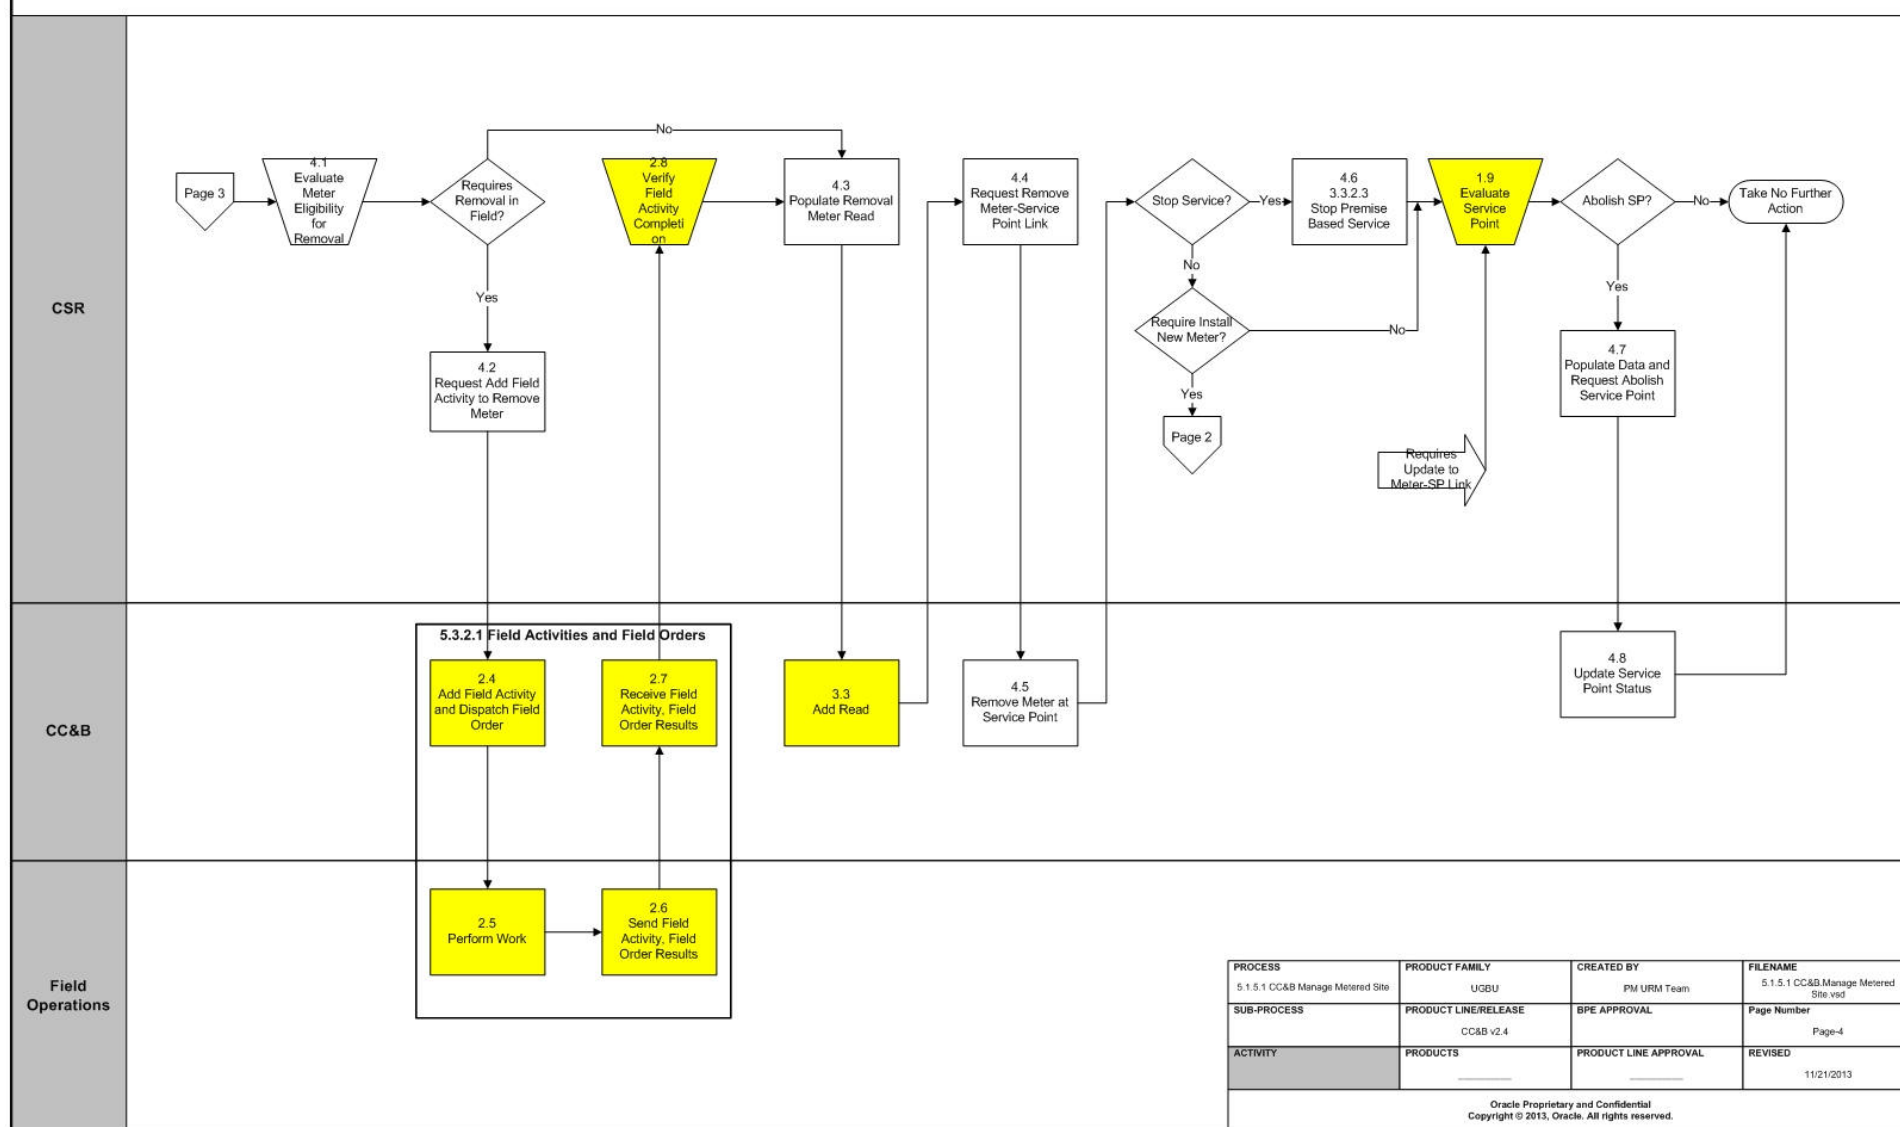 CSR
Page 3
4.1
Evaluate
Meter
Eligibility
for
Removal
Requires
Removal in
Field?
No
Yes
4.2
Request Add Field
Activity to Remove
Meter
2.8
Verify
Field
Activity
Completi
on
4.3
Populate Removal
Meter Read
4.4
Request Remove
Meter-Service
Point Link
Stop Service?
Yes
No
Require Install
New Meter?
No
Yes
Page 2
4.6
3.3.2.3
Stop Premise
Based Service
1.9
Evaluate
Service
Point
Requires
Update to
Meter-SP Link
Abolish SP?
No
Yes
Take No Further
Action
4.7
Populate Data and
Request Abolish
Service Point
CC&B
5.3.2.1 Field Activities and Field Orders
2.4
Add Field Activity
and Dispatch Field
Order
2.7
Receive Field
Activity, Field
Order Results
3.3
Add Read
4.5
Remove Meter at
Service Point
4.8
Update Service
Point Status
Field
Operations
2.5
Perform Work
2.6
Send Field
Activity, Field
Order Results
PROCESS
5.1.5.1 CC&B Manage Metered Site
PRODUCT FAMILY
UGBU
CREATED BY
PM URM Team
FILENAME
5.1.5.1 CC&B.Manage Metered
Site.vsd
SUB-PROCESS
PRODUCT LINE/RELEASE
CC&B v2.4
BPE APPROVAL
Page Number
Page-4
ACTIVITY
PRODUCTS
PRODUCT LINE APPROVAL
REVISED
11/21/2013
Oracle Proprietary and Confidential
Copyright © 2013, Oracle. All rights reserved.